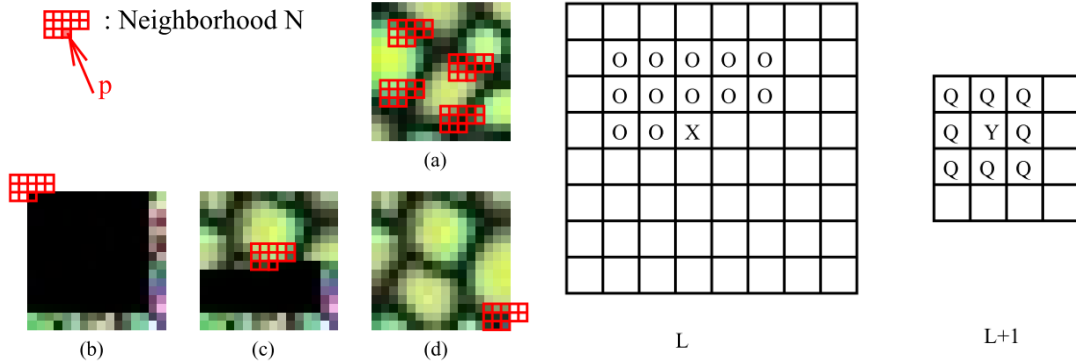 : Neighborhood N
p
(a)
(b)
(c)
(d)
O O O O O
O O O O O
O O X
L
Q Q Q
Q Y Q
Q Q Q
L+1